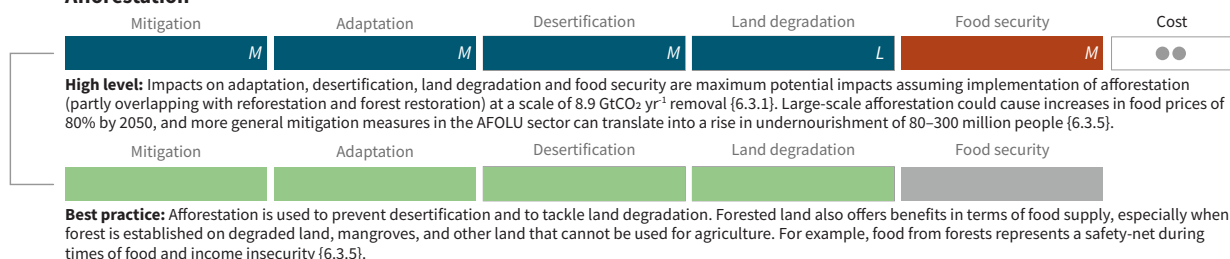 Afforestation
Mitigation Adaptation Desertification Land degradation Food security Cost
M M M L M
High level: Impacts on adaptation, desertification, land degradation and food security are maximum potential impacts assuming implementation of afforestation
(partly overlapping with reforestation and forest restoration) at a scale of 8.9 GtCO₂ yr⁻¹ removal {6.3.1}. Large-scale afforestation could cause increases in food prices of
80% by 2050, and more general mitigation measures in the AFOLU sector can translate into a rise in undernourishment of 80–300 million people {6.3.5}.
Mitigation Adaptation Desertification Land degradation Food security
Best practice: Afforestation is used to prevent desertification and to tackle land degradation. Forested land also offers benefits in terms of food supply, especially when
forest is established on degraded land, mangroves, and other land that cannot be used for agriculture. For example, food from forests represents a safety-net during
times of food and income insecurity {6.3.5}.